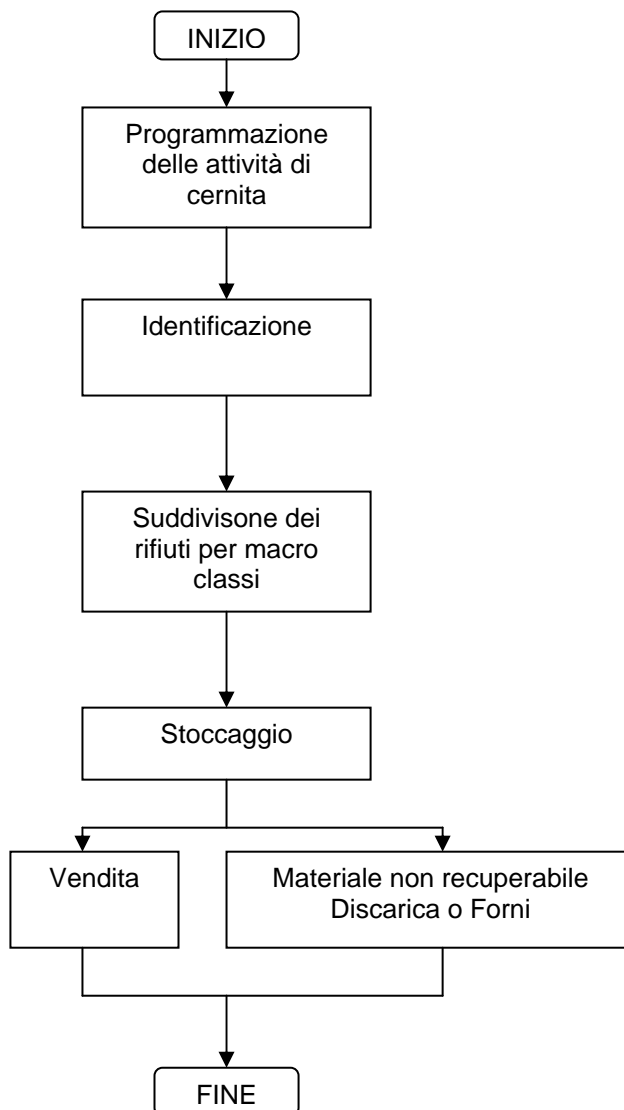 INIZIO
Programmazione
delle attività di
cernita
Identificazione
Suddivisone dei
rifiuti per macro
classi
Stoccaggio
Vendita
Materiale non recuperabile
Discarica o Forni
FINE